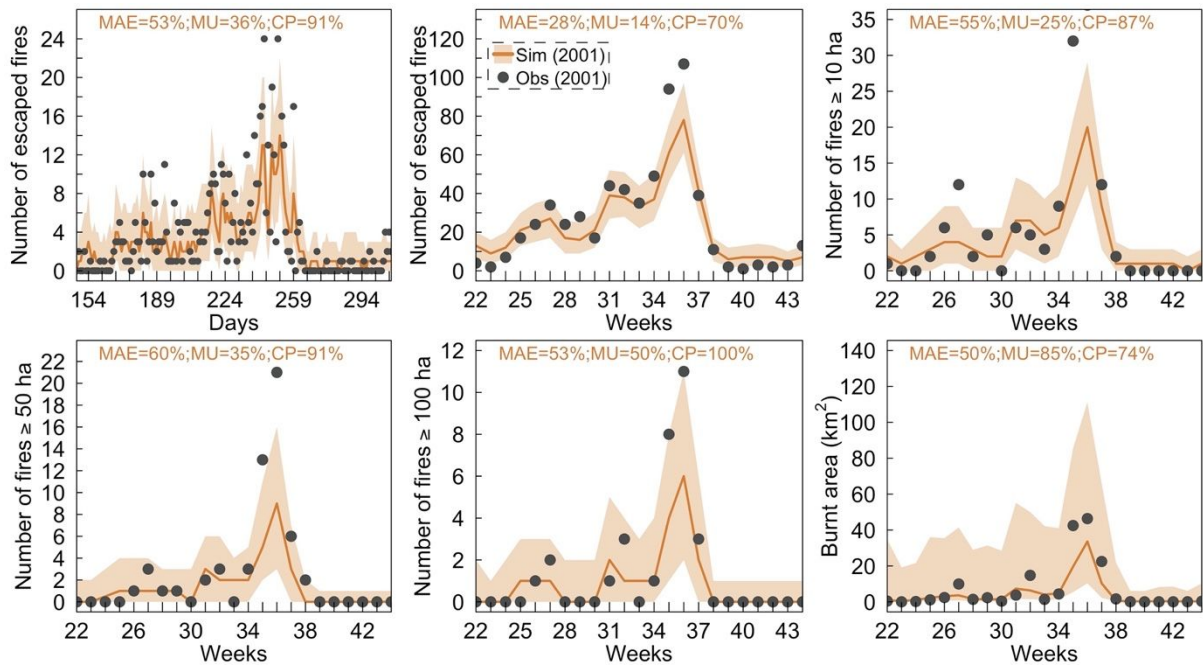 MAE=53%;MU=36%;CP=91%
Number of escaped fires
24
20
16
12
8
4
0
154 189 224 259 294
Days
MAE=28%;MU=14%;CP=70%
Number of escaped fires
120
100
80
60
40
20
0
Sim (2001)
Obs (2001)
22 25 28 31 34 37 40 43
Weeks
MAE=55%;MU=25%;CP=87%
Number of fires ≥ 10 ha
35
30
25
20
15
10
5
0
22 26 30 34 38 42
Weeks
MAE=60%;MU=35%;CP=91%
Number of fires ≥ 50 ha
22
20
18
16
14
12
10
8
6
4
2
0
22 26 30 34 38 42
Weeks
MAE=53%;MU=50%;CP=100%
Number of fires ≥ 100 ha
12
10
8
6
4
2
0
22 25 28 31 34 37 40 43
Weeks
MAE=50%;MU=85%;CP=74%
Burnt area (km²)
140
120
100
80
60
40
20
0
22 26 30 34 38 42
Weeks